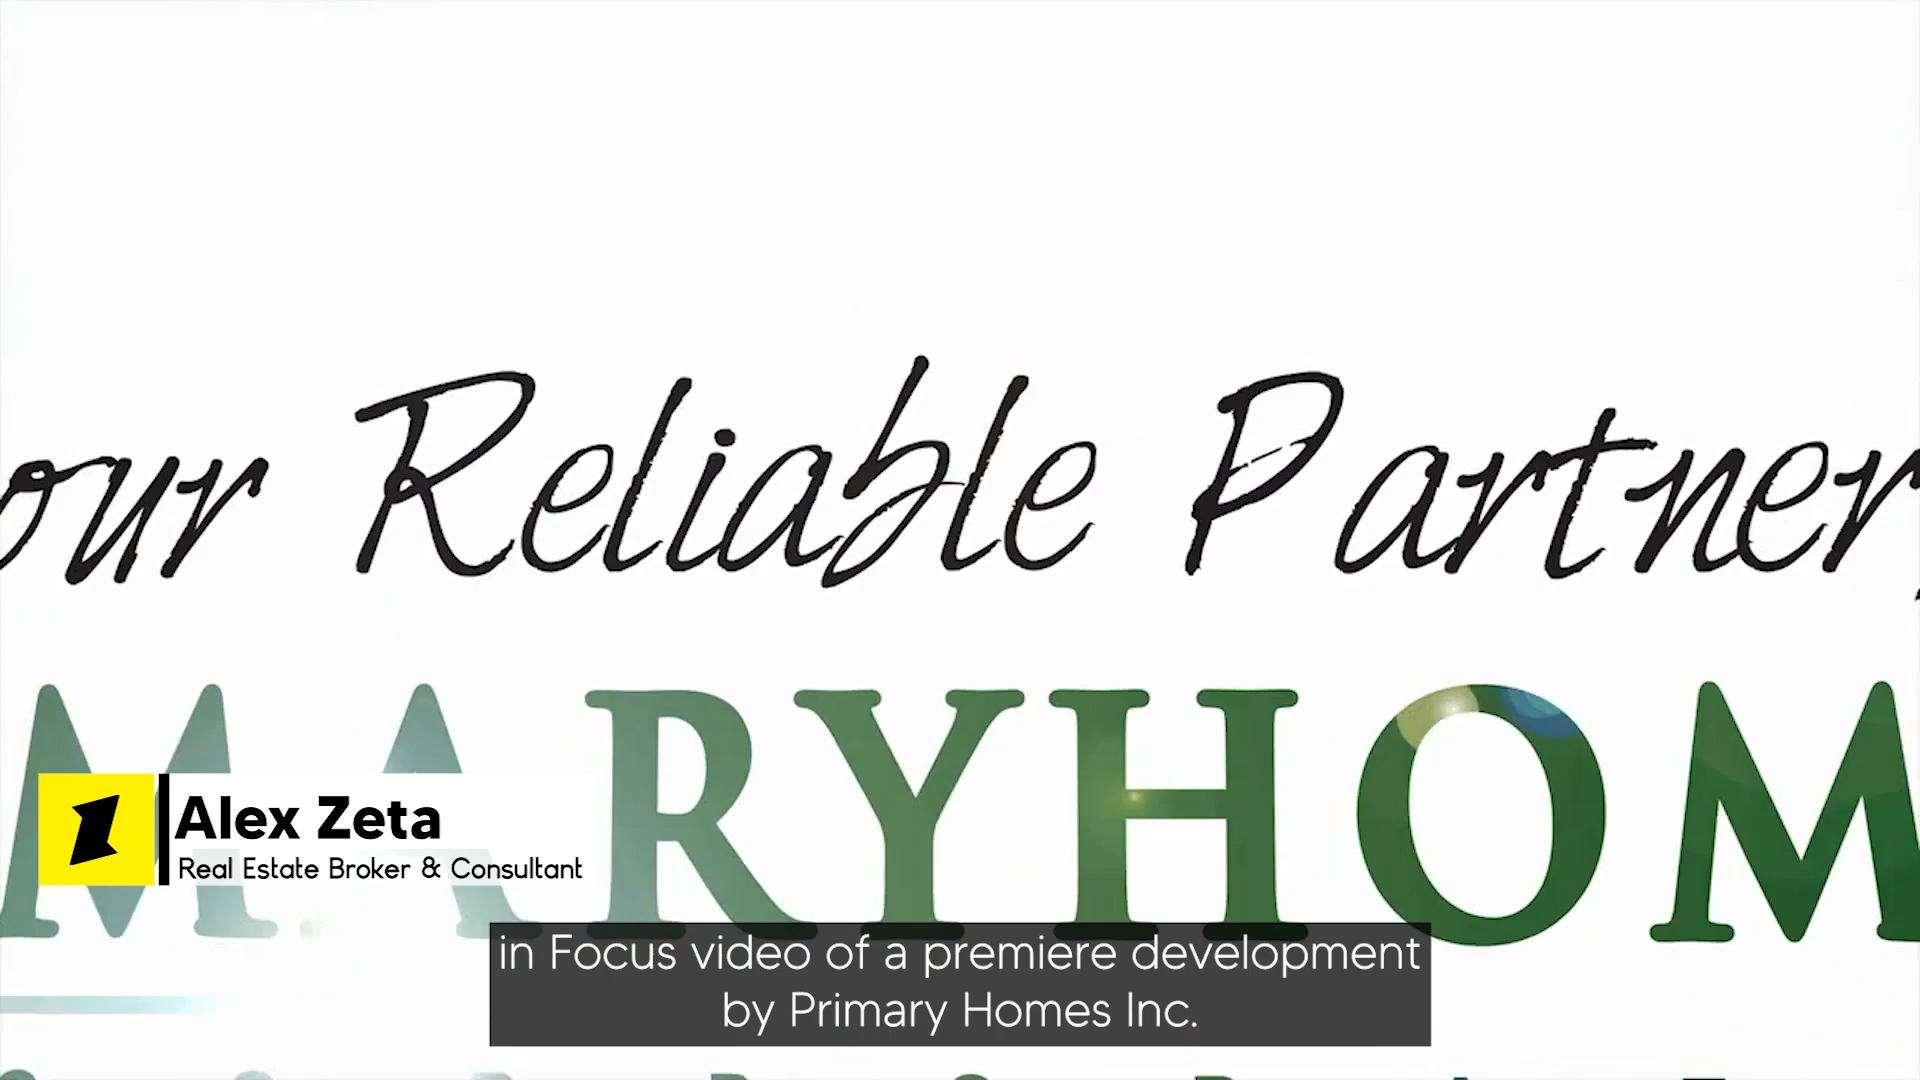 our Reliable Partner,
MARYHOM
Alex Zeta
Real Estate Broker & Consultant
in Focus video of a premiere development
by Primary Homes Inc.